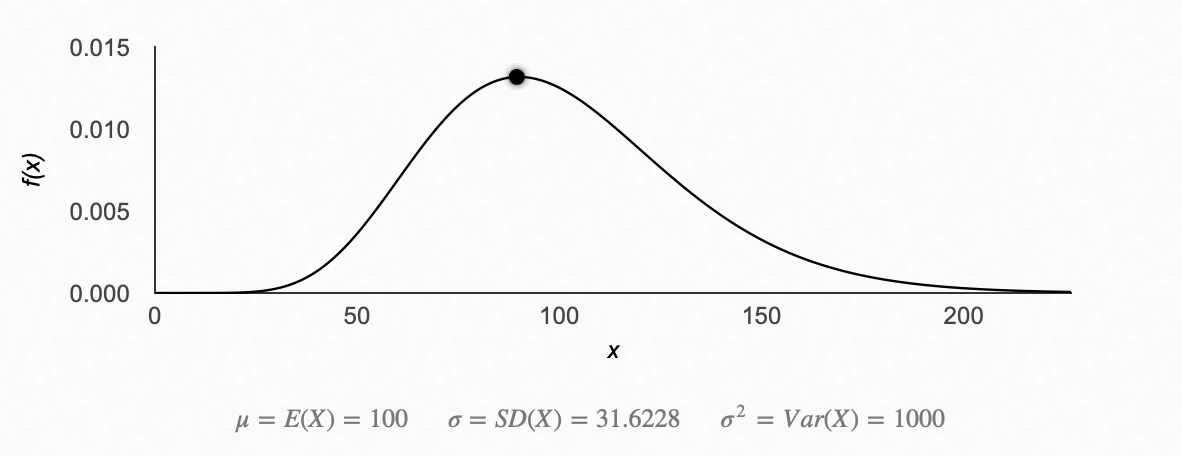 0.015
0.010
f(x)
0.005
0.000
0 50 100 150 200
x
μ = E(X) = 100 σ = SD(X) = 31.6228 σ² = Var(X) = 1000